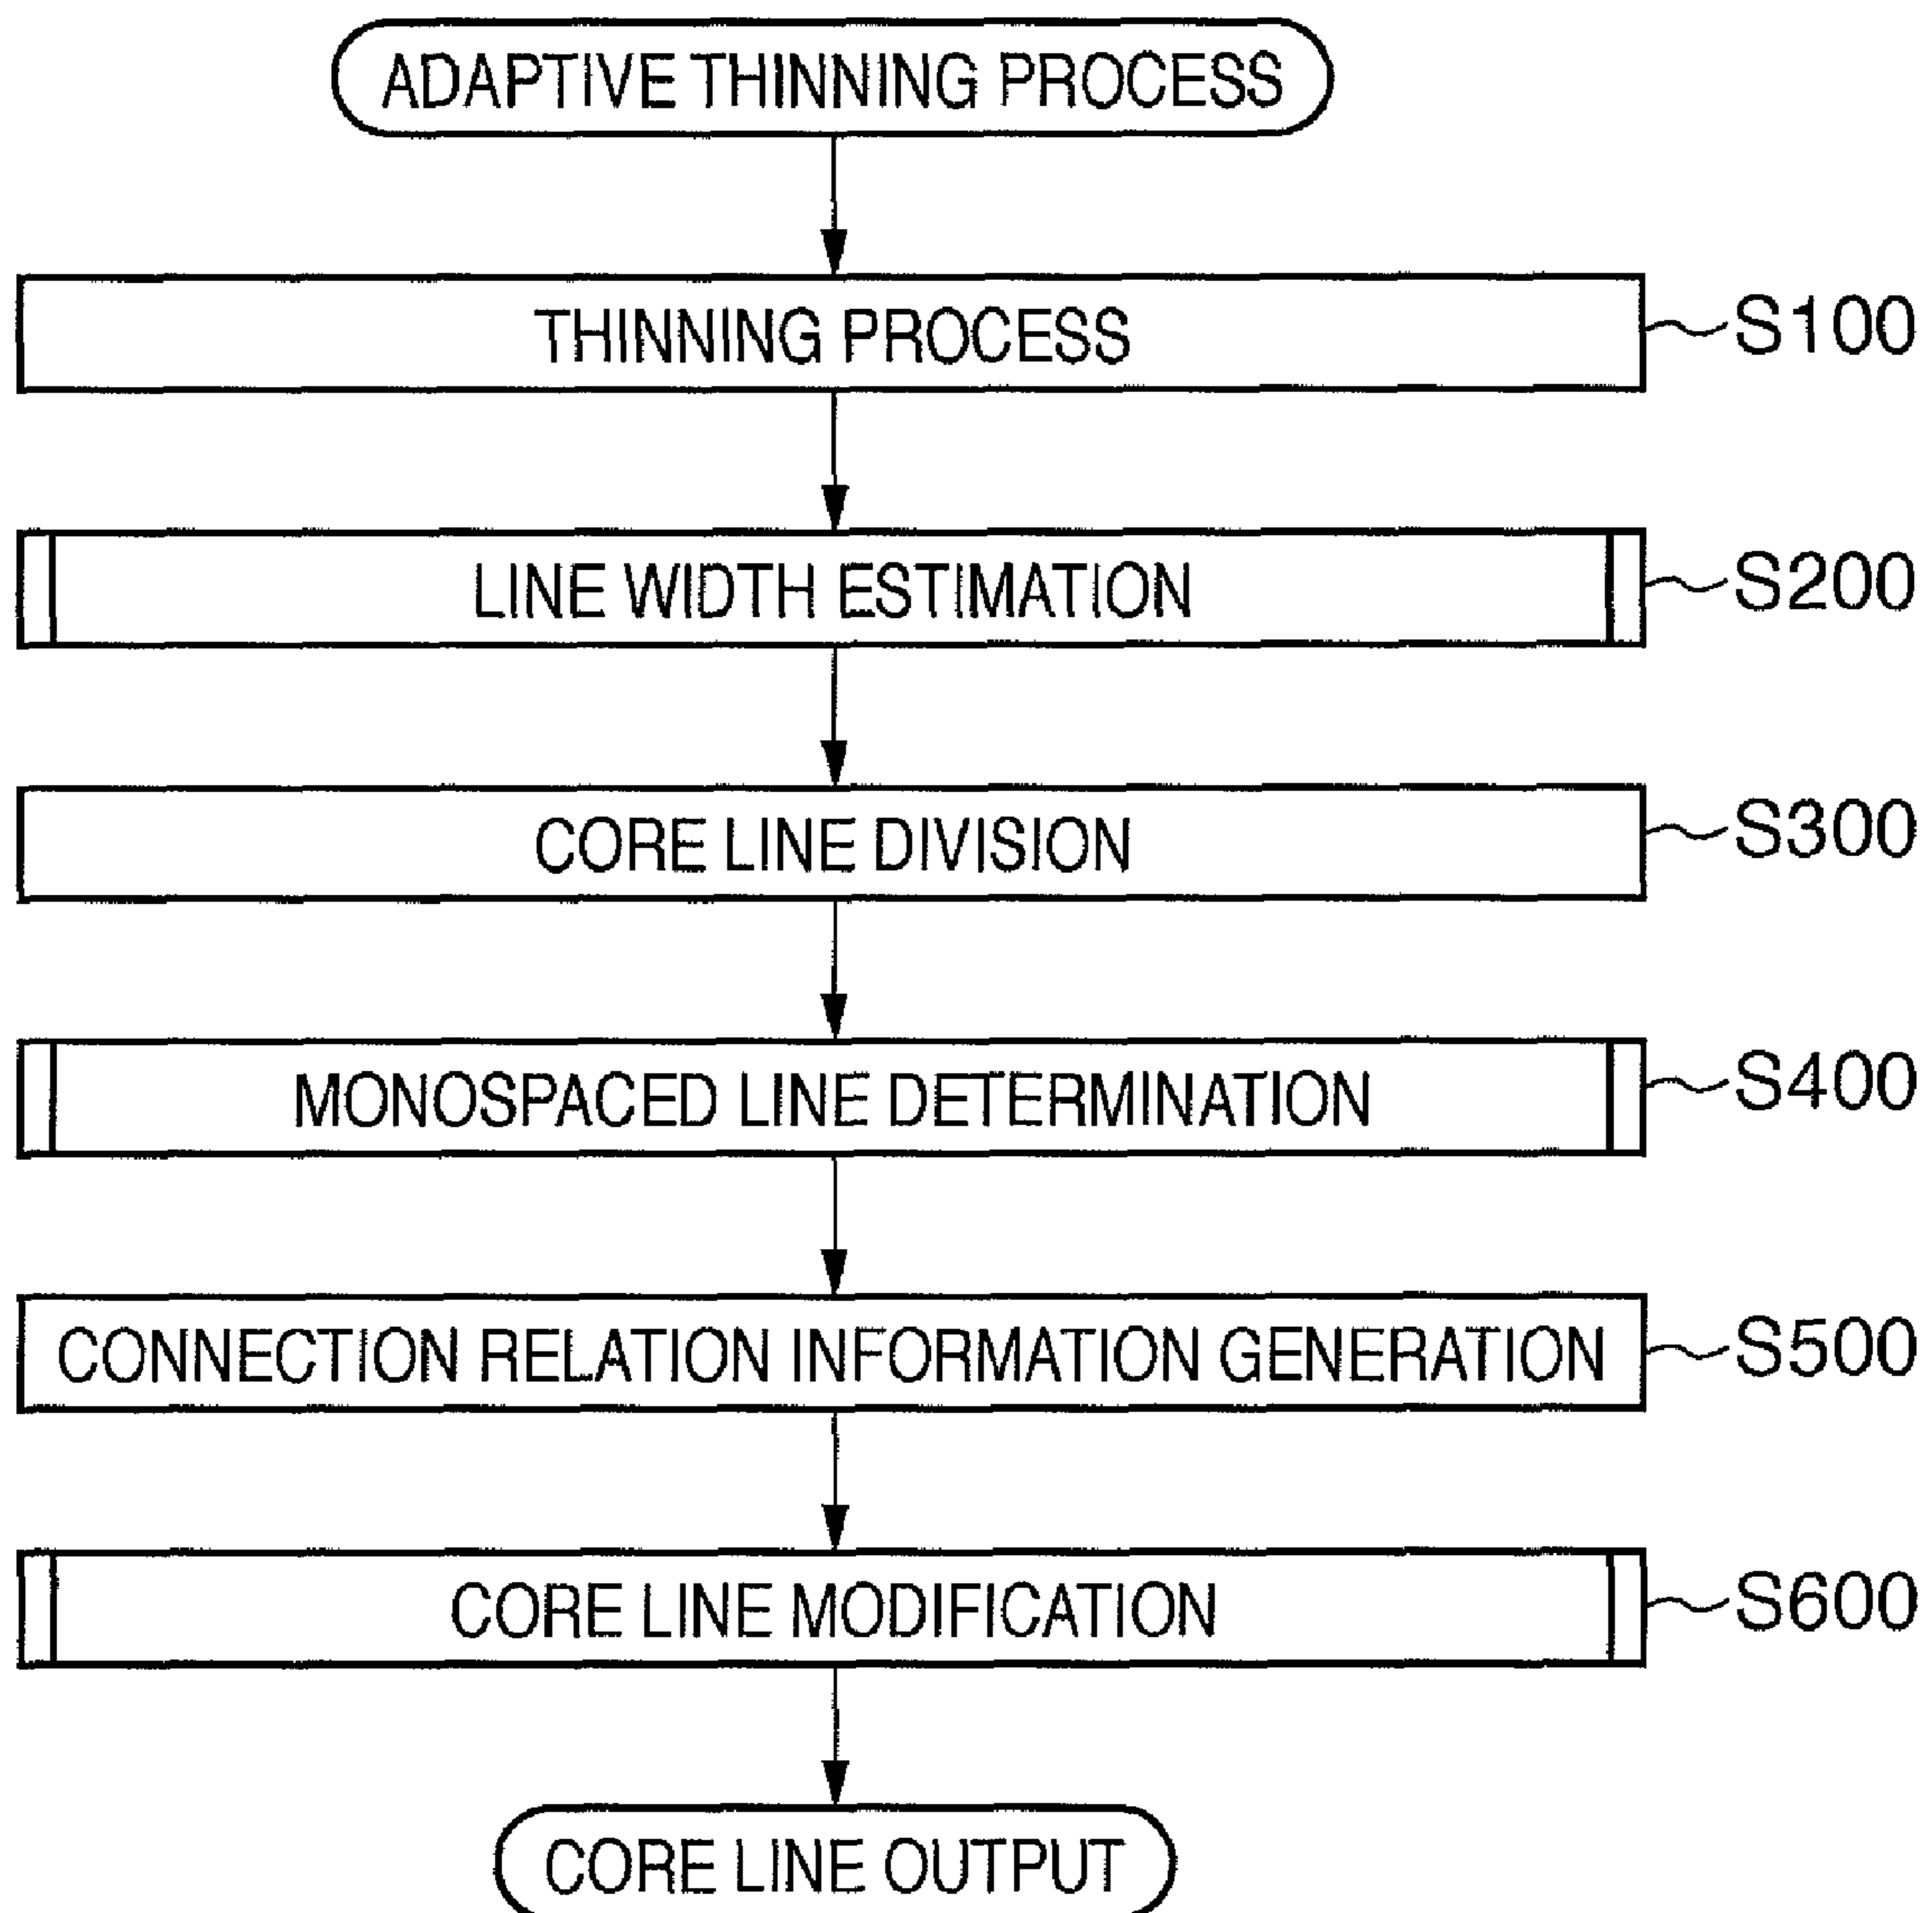 ADAPTIVE THINNING PROCESS
THINNING PROCESS
S100
LINE WIDTH ESTIMATION
S200
CORE LINE DIVISION
S300
MONOSPACED LINE DETERMINATION
S400
CONNECTION RELATION INFORMATION GENERATION
S500
CORE LINE MODIFICATION
S600
CORE LINE OUTPUT